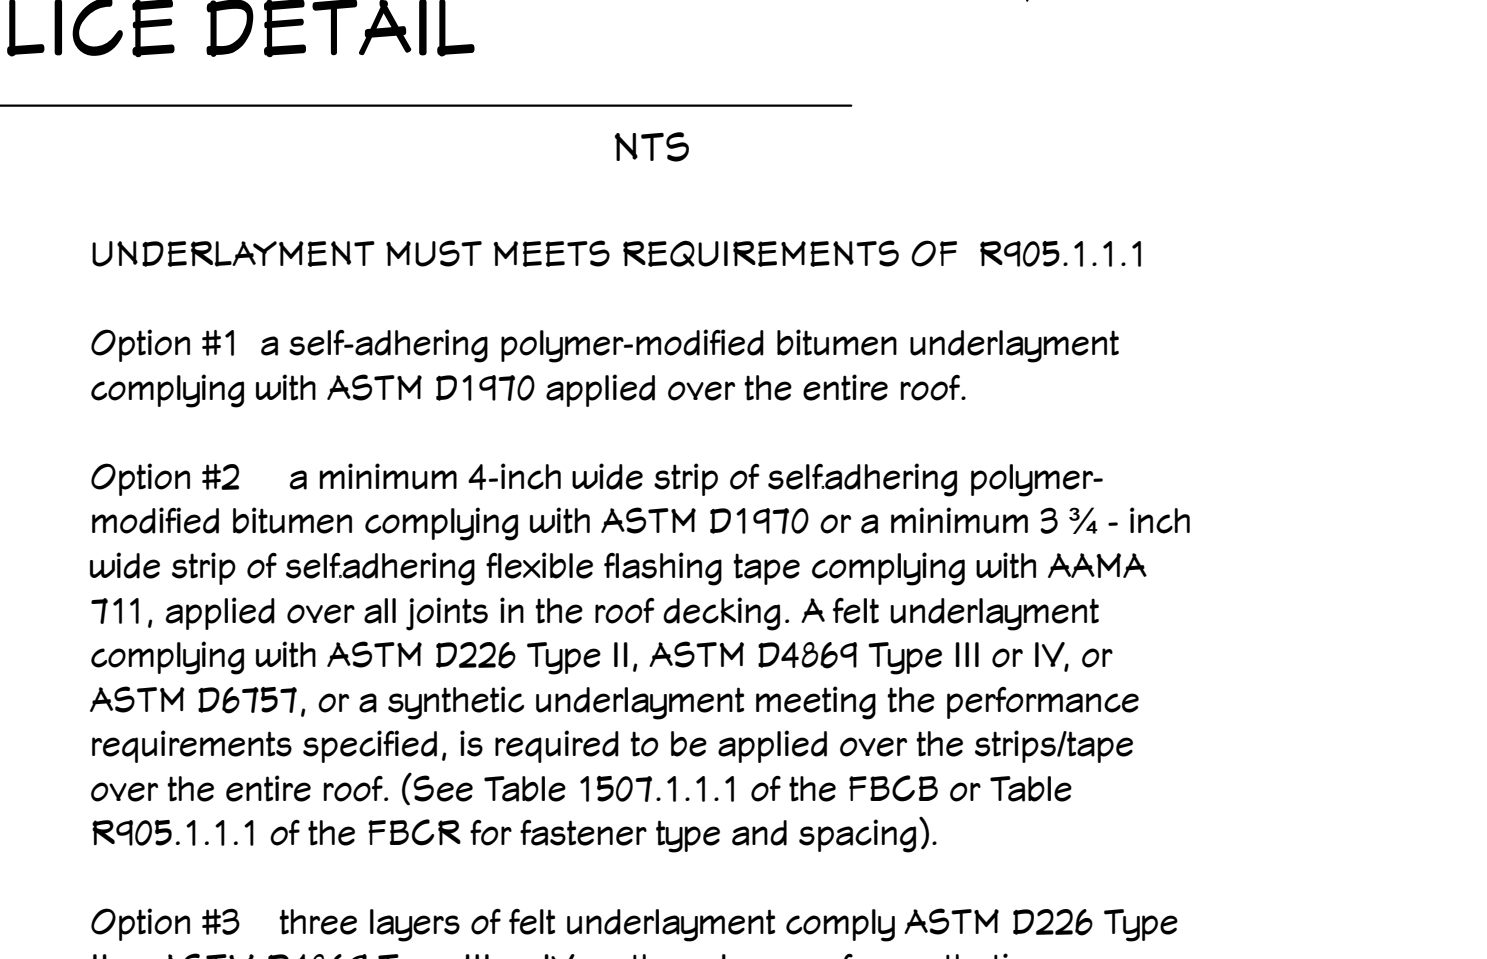 LICE DETAIL
NTS
UNDERLAYMENT MUST MEETS REQUIREMENTS OF R905.1.1.1
Option #1 a self-adhering polymer-modified bitumen underlayment
complying with ASTM D1970 applied over the entire roof.
Option #2 a minimum 4-inch wide strip of self.adhering polymer-
modified bitumen complying with ASTM D1970 or a minimum 3 ¾ - inch
wide strip of self.adhering flexible flashing tape complying with AAMA
711, applied over all joints in the roof decking. A felt underlayment
complying with ASTM D226 Type II, ASTM D4869 Type III or IV, or
ASTM D6757, or a synthetic underlayment meeting the performance
requirements specified, is required to be applied over the strips/tape
over the entire roof. (See Table 1507.1.1.1 of the FBCB or Table
R905.1.1.1 of the FBCR for fastener type and spacing).
Option #3 three layers of felt underlayment comply ASTM D226 Type